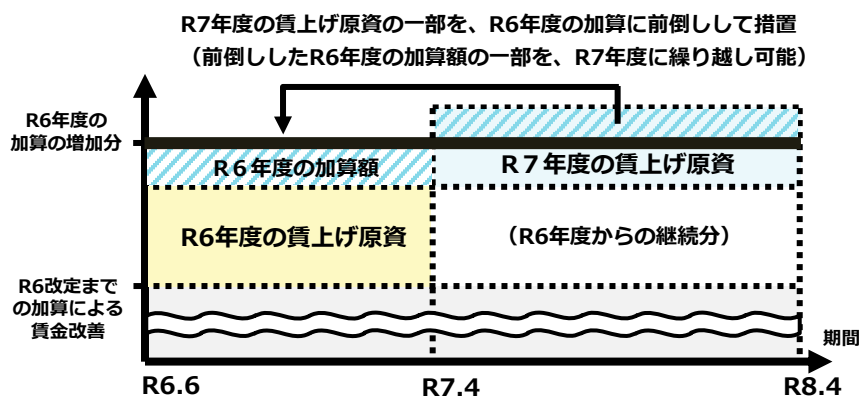 R7年度の賃上げ原資の一部を、R6年度の加算に前倒しして措置
（前倒ししたR6年度の加算額の一部を、R7年度に繰り越し可能）
R6年度の
加算の増加分
R６年度の加算額
R７年度の賃上げ原資
R6年度の賃上げ原資
（R6年度からの継続分）
R6改定まで
の加算による
賃金改善
期間
R6.6
R7.4
R8.4